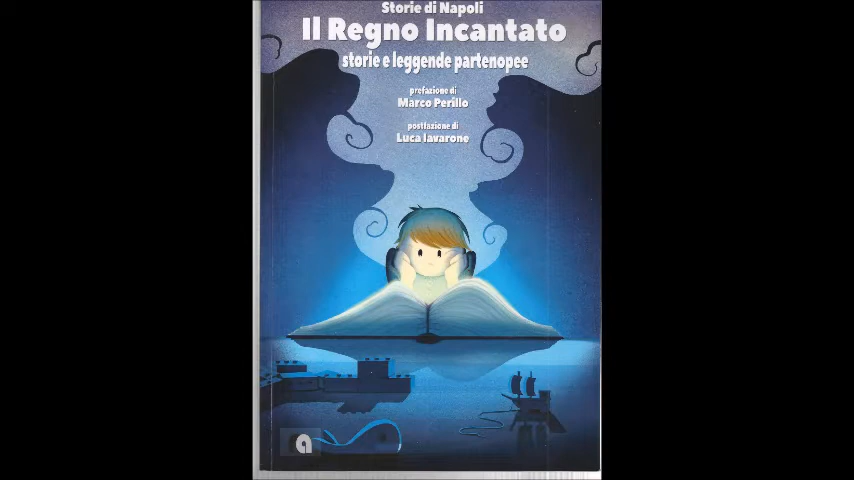 Storie di Napoli
Il Regno Incantato
storie e leggende partenopee
prefazione di
Marco Perillo
postfazione di
Luca Iavarone
a